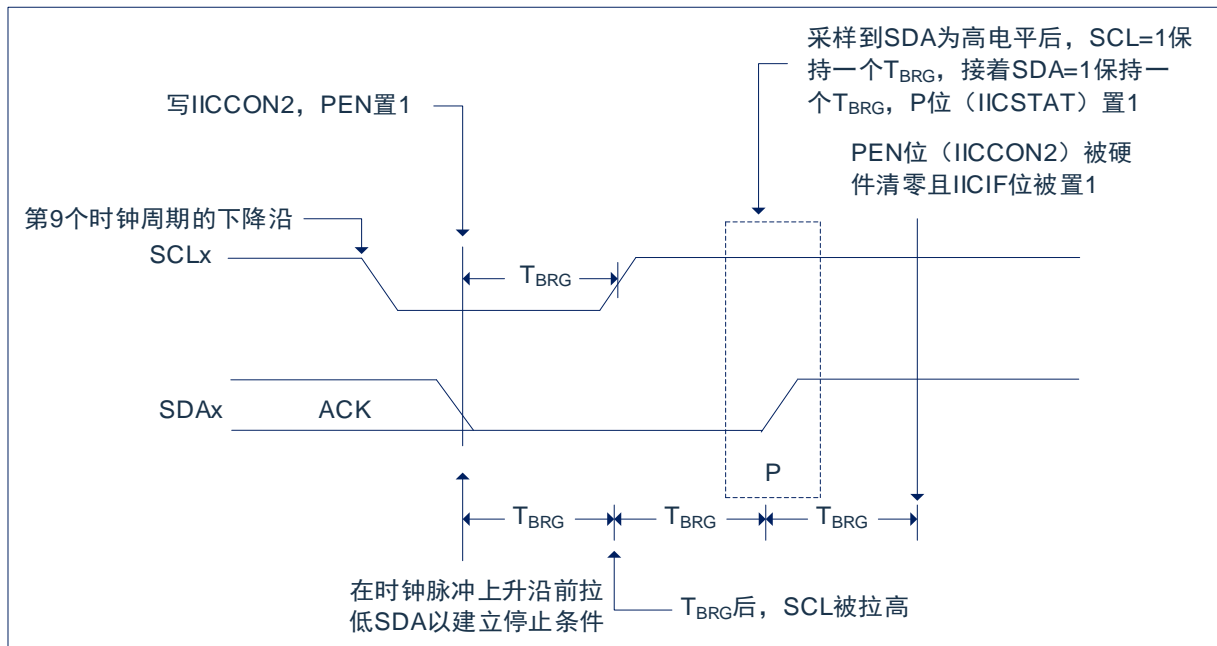 采样到SDA为高电平后，SCL=1保
持一个TBRG，接着SDA=1保持一
个TBRG，P位（IICSTAT）置1
写IICCON2，PEN置1
PEN位（IICCON2）被硬
件清零且IICIF位被置1
第9个时钟周期的下降沿
SCLx
TBRG
SDAx
ACK
P
TBRG
TBRG
TBRG
在时钟脉冲上升沿前拉
低SDA以建立停止条件
TBRG后，SCL被拉高